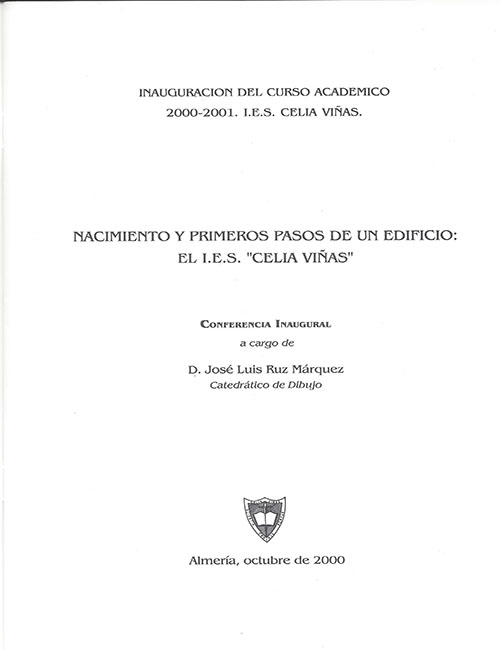 INAUGURACION DEL CURSO ACADEMICO
2000-2001. I.E.S. CELIA VIÑAS.
NACIMIENTO Y PRIMEROS PASOS DE UN EDIFICIO:
EL I.E.S. "CELIA VIÑAS"
CONFERENCIA INAUGURAL
a cargo de
D. José Luis Ruz Márquez
Catedrático de Dibujo
Almería, octubre de 2000